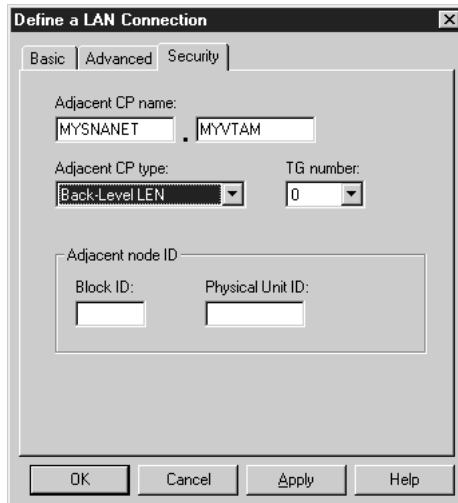 Define a LAN Connection
Basic Advanced Security
Adjacent CP name:
MYSNANET . MYVTAM
Adjacent CP type: TG number:
Back-Level LEN 0
Adjacent node ID
Block ID: Physical Unit ID:
OK Cancel Apply Help